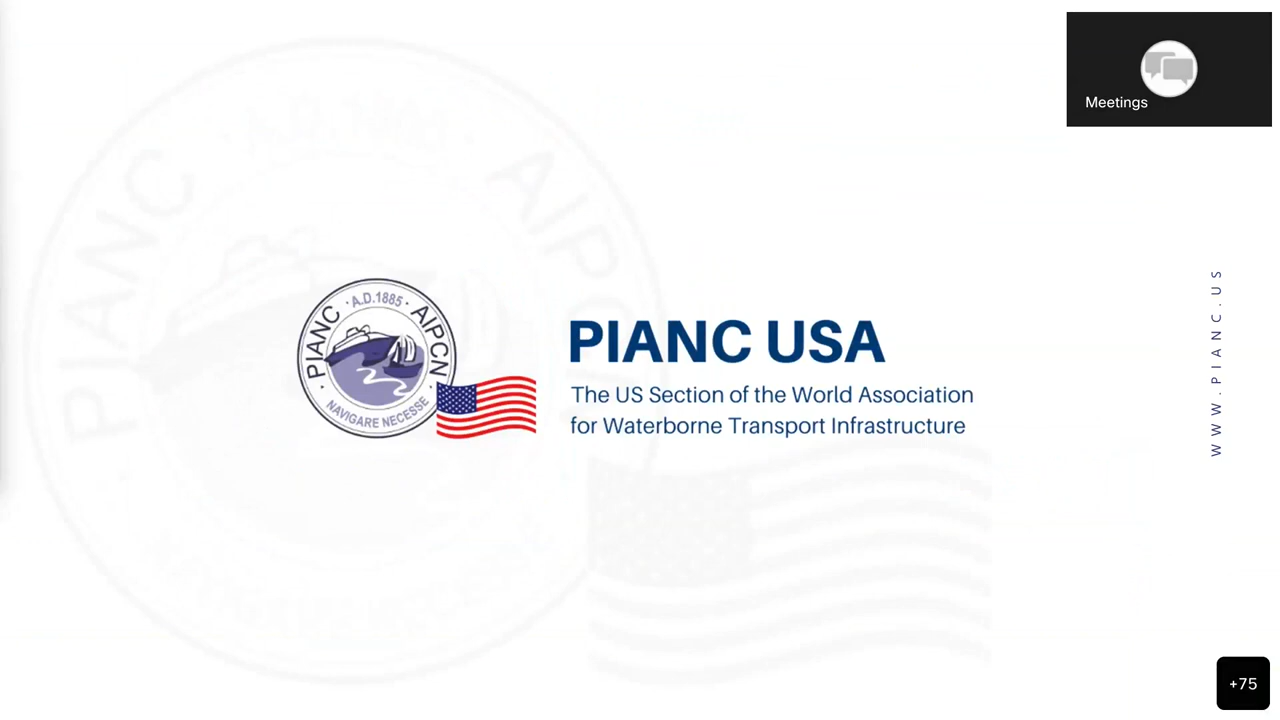 Meetings
PIANC · A.D.1885 · AIPCN
NAVIGARE NECESSE
PIANC USA
The US Section of the World Association
for Waterborne Transport Infrastructure
WWW.PIANC.US
+75